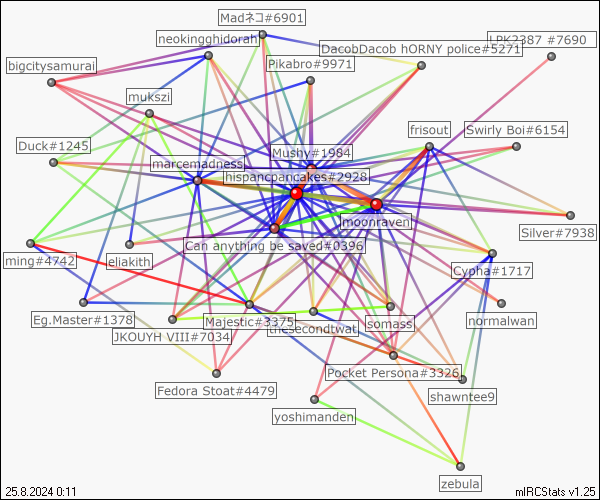 Madネコ#6901
neokingghidorah
DacobDacob hORNY police#5271
LPK2387 #7690
bigcitysamurai
Pikabro#9971
mukszi
frisout
Swirly Boi#6154
Duck#1245
Mushy#1984
marcemadness
hispancpancakes#2928
moonraven
Silver#7938
Can anything be saved#0396
ming#4742
eliakith
Cypha#1717
Eg.Master#1378
Majestic#3375
somass
normalwan
thesecondtwat
JKOUYH VIII#7034
Pocket Persona#3326
Fedora Stoat#4479
shawntee9
yoshimanden
zebula
25.8.2024 0:11
mIRCStats v1.25